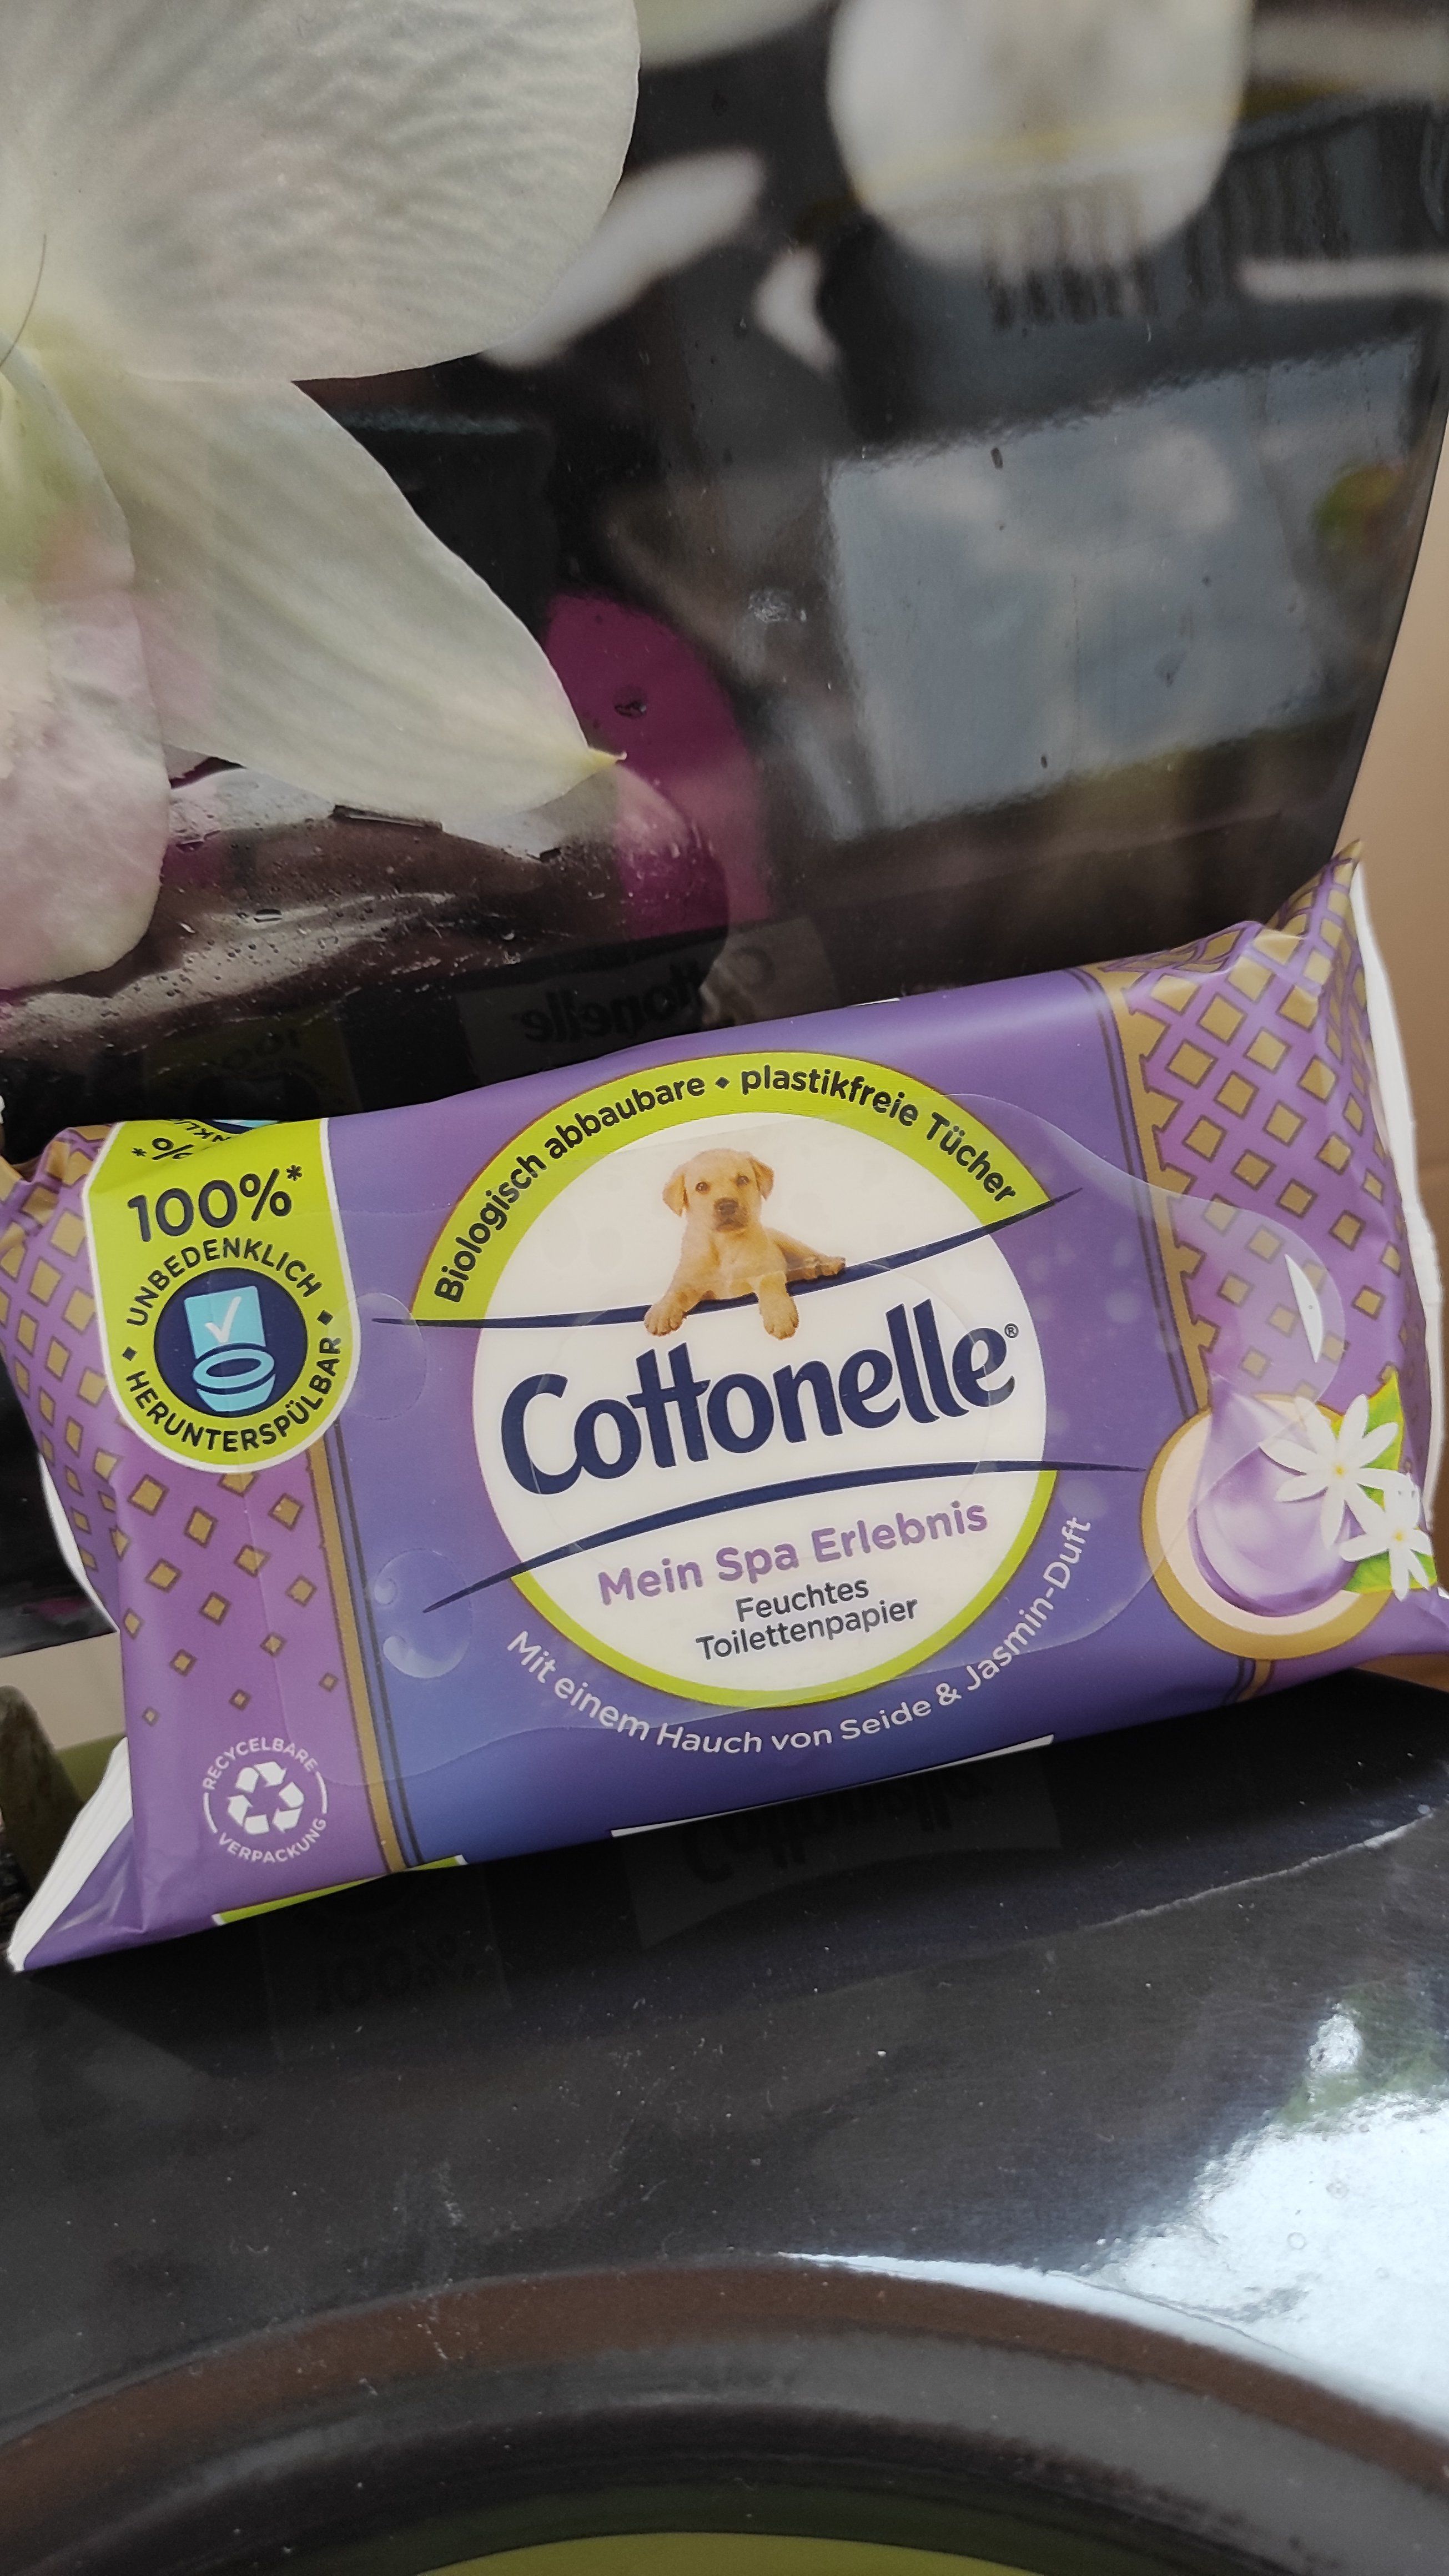 100%*
UNBEDENKLICH
HERUNTERSPÜLBAR
Biologisch abbaubare • plastikfreie Tücher
Cottonelle®
Mein Spa Erlebnis
Feuchtes
Toilettenpapier
Mit einem Hauch von Seide & Jasmin-Duft
RECYCELBARE
VERPACKUNG